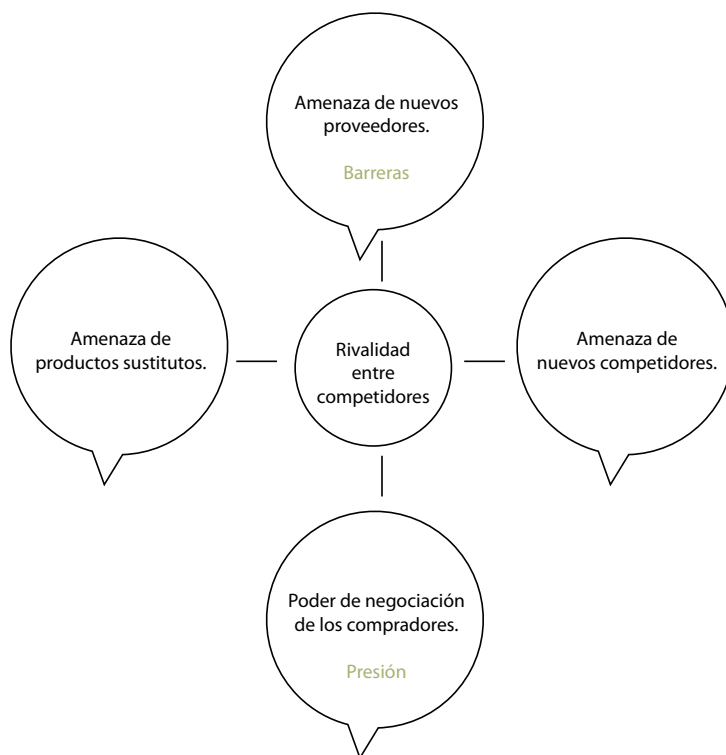 Amenaza de nuevos
proveedores.
Barreras
Amenaza de
productos sustitutos.
Rivalidad
entre
competidores
Amenaza de
nuevos competidores.
Poder de negociación
de los compradores.
Presión